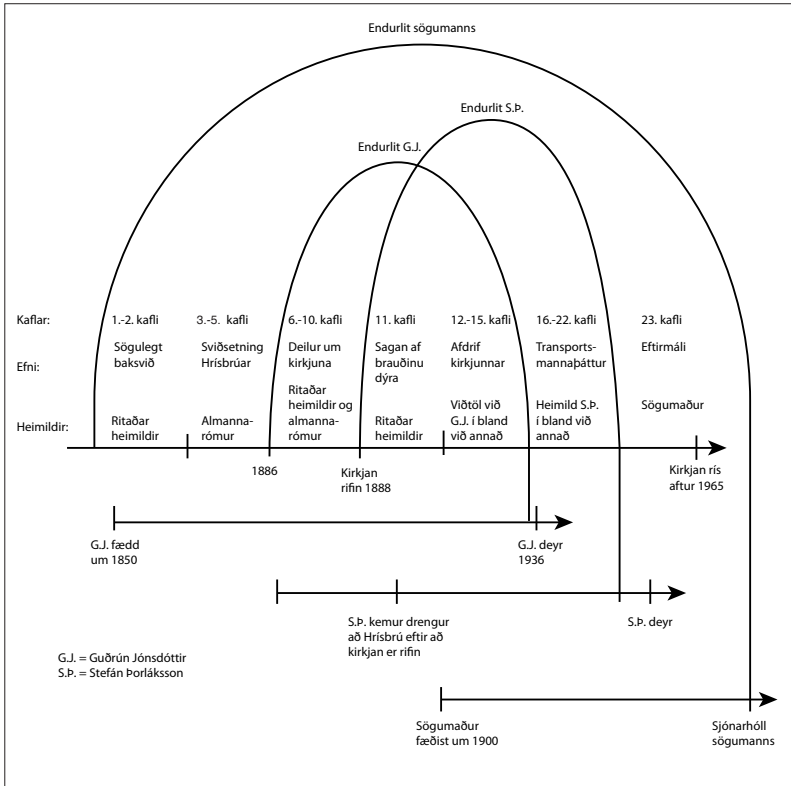 Endurlit sögumanns
Endurlit S.Þ.
Endurlit G.J.
Kaflar: 1.-2. kafli 3.-5. kafli 6.-10. kafli 11. kafli 12.-15. kafli 16.-22. kafli 23. kafli
Efni:
Sögulegt
baksvið
Sviðsetning
Hrísbrúar
Deilur um
kirkjuna
Sagan af
brauðinu
dýra
Afdrif
kirkjunnar
Transports-
mannaþáttur
Eftirmáli
Heimildir:
Ritaðar
heimildir
Almanna-
rómur
Ritaðar
heimildir og
almanna-
rómur
Ritaðar
heimildir
Viðtöl við
G.J. í bland
við annað
Heimild S.Þ.
í bland við
annað
Sögumaður
1886
Kirkjan
rifin 1888
Kirkjan rís
aftur 1965
G.J. fædd
um 1850
G.J. deyr
1936
S.Þ. kemur drengur
að Hrísbrú eftir að
kirkjan er rifin
S.Þ. deyr
G.J. = Guðrún Jónsdóttir
S.Þ. = Stefán Þorláksson
Sögumaður
fæðist um 1900
Sjónarhóll
sögumanns